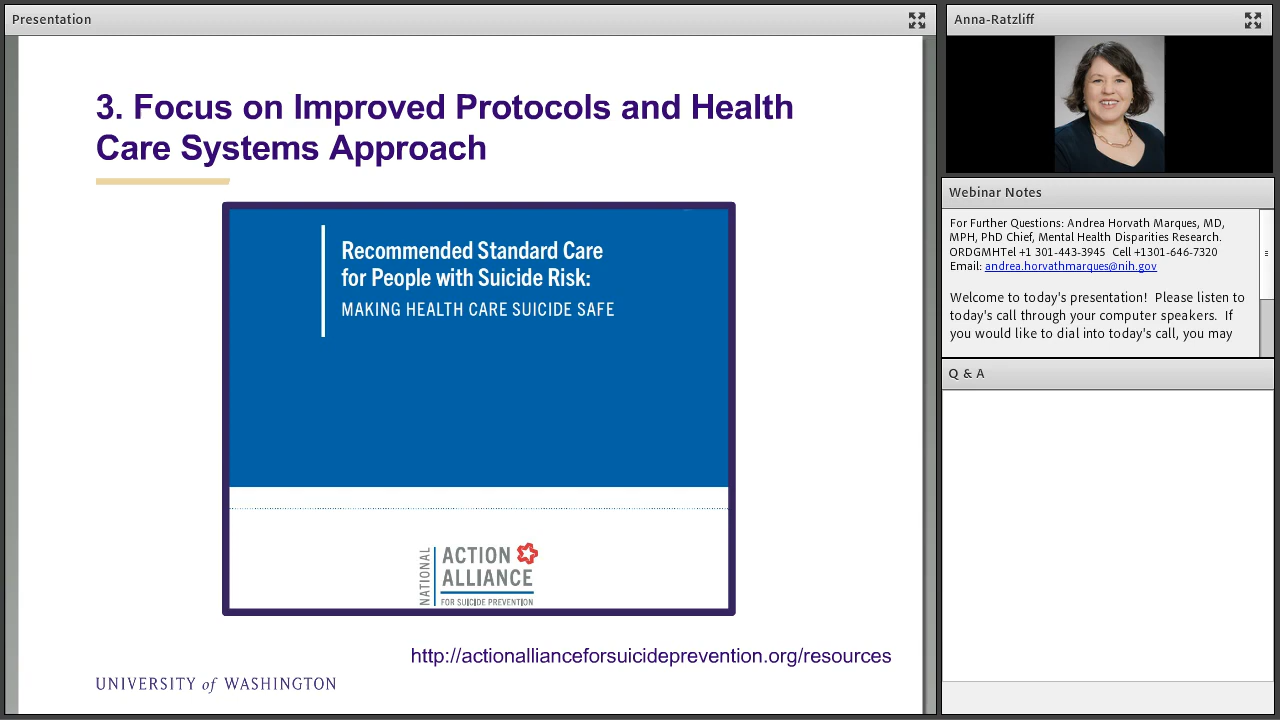 Presentation
3. Focus on Improved Protocols and Health
Care Systems Approach
Recommended Standard Care
for People with Suicide Risk:
MAKING HEALTH CARE SUICIDE SAFE
NATIONAL
ACTION
ALLIANCE
FOR SUICIDE PREVENTION
http://actionallianceforsuicideprevention.org/resources
UNIVERSITY of WASHINGTON
Anna-Ratzliff
Webinar Notes
For Further Questions: Andrea Horvath Marques, MD,
MPH, PhD Chief, Mental Health Disparities Research.
ORDGMHTel +1 301-443-3945 Cell +1301-646-7320
Email: andrea.horvathmarques@nih.gov
Welcome to today's presentation! Please listen to
today's call through your computer speakers. If
you would like to dial into today's call, you may
Q & A